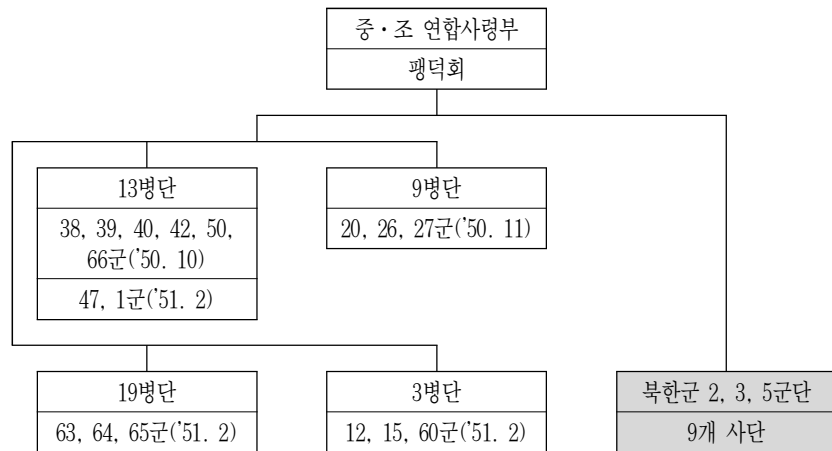 중·조 연합사령부
팽덕회
13병단
38, 39, 40, 42, 50,
66군('50. 10)
47, 1군('51. 2)
9병단
20, 26, 27군('50. 11)
19병단
63, 64, 65군('51. 2)
3병단
12, 15, 60군('51. 2)
북한군 2, 3, 5군단
9개 사단